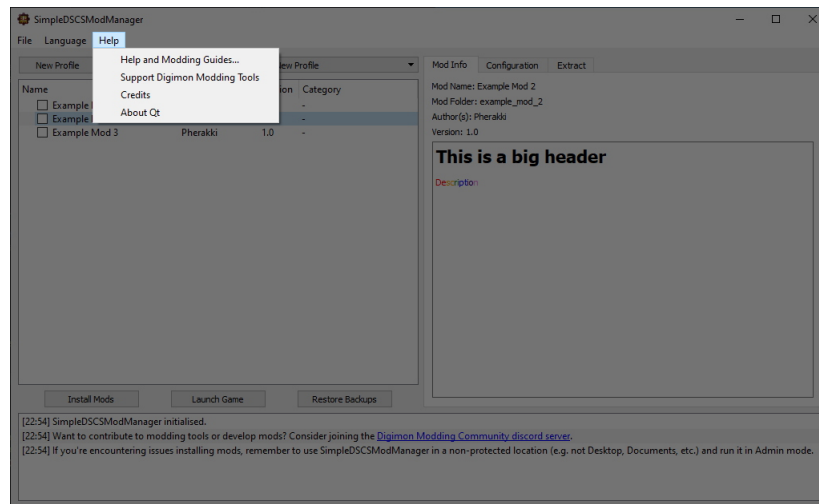 SimpleDSCSModManager
File Language Help
Help and Modding Guides...
Support Digimon Modding Tools
Credits
About Qt
New Profile
New Profile
Name
Category
Example
-
Example
-
Example Mod 3 Pherakki 1.0 -
Install Mods Launch Game Restore Backups
Mod Info Configuration Extract
Mod Name: Example Mod 2
Mod Folder: example_mod_2
Author(s): Pherakki
Version: 1.0
This is a big header
Description
[22:54] SimpleDSCSModManager initialised.
[22:54] Want to contribute to modding tools or develop mods? Consider joining the Digimon Modding Community discord server.
[22:54] If you're encountering issues installing mods, remember to use SimpleDSCSModManager in a non-protected location (e.g. not Desktop, Documents, etc.) and run it in Admin mode.